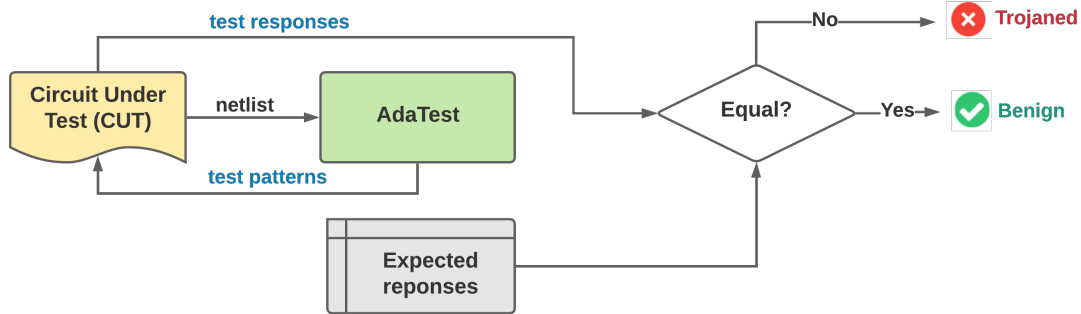 test responses
No
Trojaned
Circuit Under
Test (CUT)
netlist
AdaTest
Equal?
Yes
Benign
test patterns
Expected
reponses